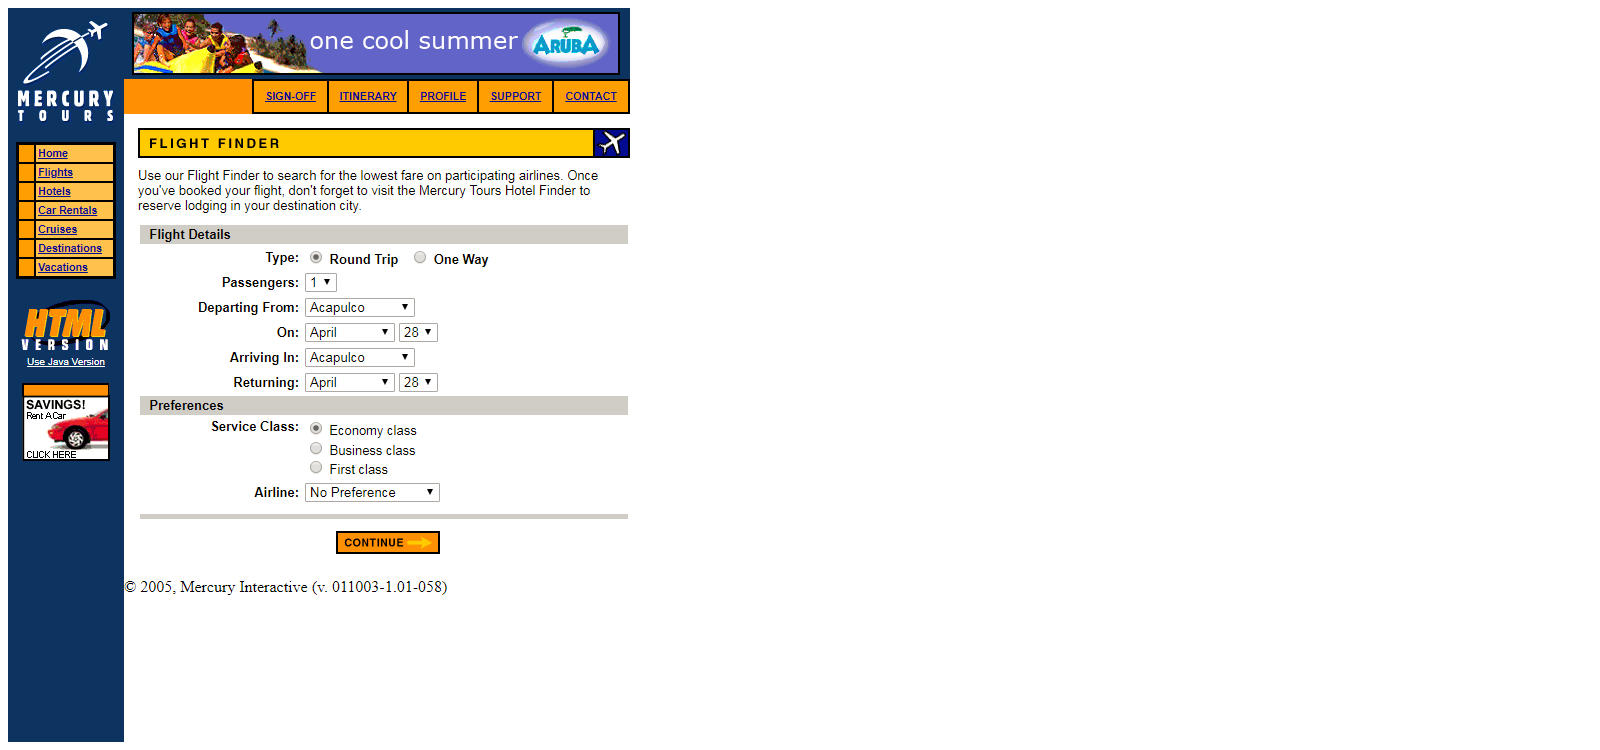 MERCURY
TOURS
one cool summer
ARUBA
SIGN-OFF
ITINERARY
PROFILE
SUPPORT
CONTACT
Home
Flights
Hotels
Car Rentals
Cruises
Destinations
Vacations
HTML
VERSION
Use Java Version
SAVINGS!
Rent A Car
CLICK HERE
FLIGHT FINDER
Use our Flight Finder to search for the lowest fare on participating airlines. Once
you've booked your flight, don't forget to visit the Mercury Tours Hotel Finder to
reserve lodging in your destination city.
Flight Details
Type: Round Trip One Way
Passengers: 1
Departing From: Acapulco
On: April 28
Arriving In: Acapulco
Returning: April 28
Preferences
Service Class: Economy class
Business class
First class
Airline: No Preference
CONTINUE
© 2005, Mercury Interactive (v. 011003-1.01-058)